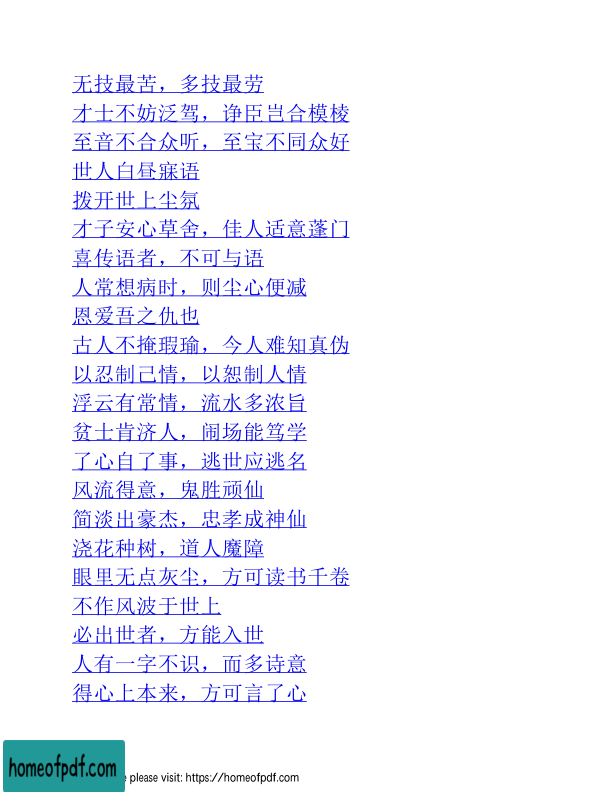 无技最苦，多技最劳
才士不妨泛驾，诤臣岂合模棱
至音不合众听，至宝不同众好
世人白昼寐语
拨开世上尘氛
才子安心草舍，佳人适意蓬门
喜传语者，不可与语
人常想病时，则尘心便减
恩爱吾之仇也
古人不掩瑕瑜，今人难知真伪
以忍制己情，以恕制人情
浮云有常情，流水多浓旨
贫士肯济人，闹场能笃学
了心自了事，逃世应逃名
风流得意，鬼胜顽仙
简淡出豪杰，忠孝成神仙
浇花种树，道人魔障
眼里无点灰尘，方可读书千卷
不作风波于世上
必出世者，方能入世
人有一字不识，而多诗意
得心上本来，方可言了心
homeofpdf.com
e please visit: https://homeofpdf.com